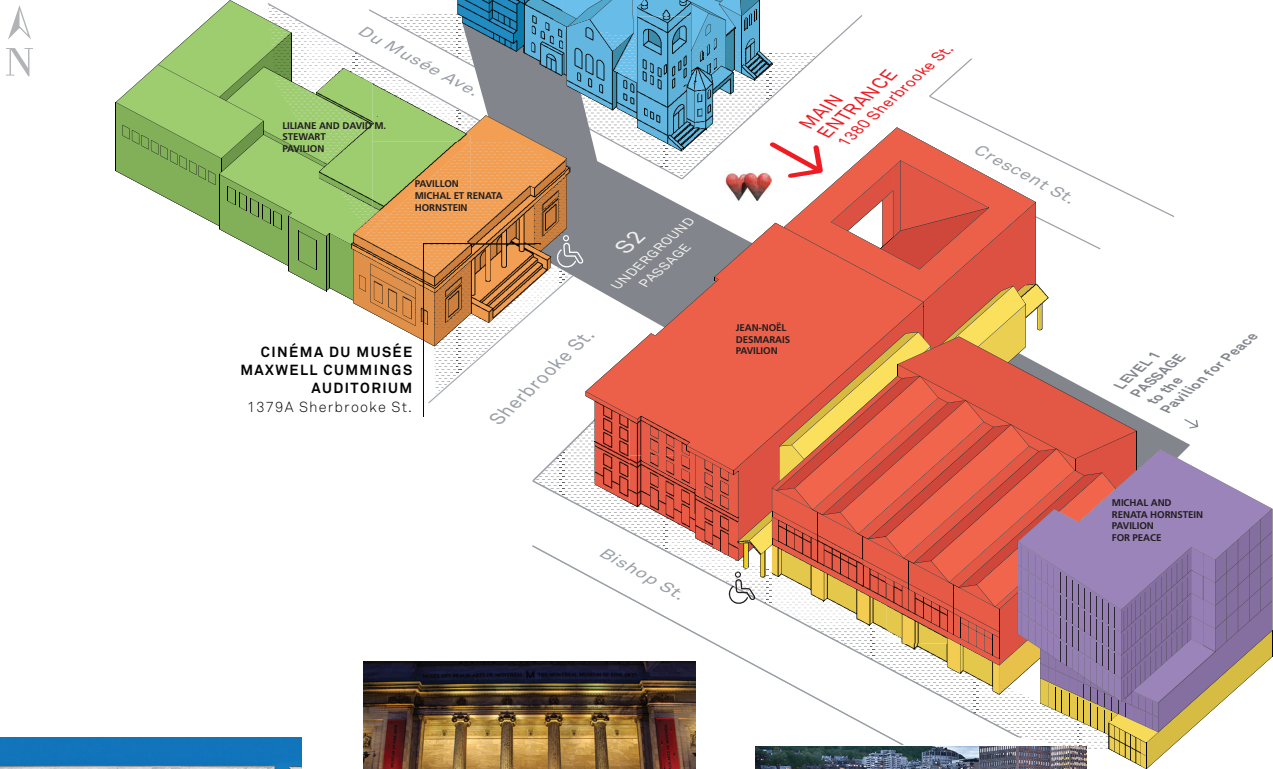 N
Du Musée Ave.
LILIANE AND DAVID M.
STEWART
PAVILION
PAVILLON
MICHAL ET RENATA
HORNSTEIN
MAIN
ENTRANCE
1380 Sherbrooke St.
Crescent St.
S2
UNDERGROUND
PASSAGE
JEAN-NOËL
DESMARAIS
PAVILION
CINÉMA DU MUSÉE
MAXWELL CUMMINGS
AUDITORIUM
1379A Sherbrooke St.
Sherbrooke St.
LEVEL 1
PASSAGE
to the
Pavilion for Peace
MICHAL AND
RENATA HORNSTEIN
PAVILION
FOR PEACE
Bishop St.
M